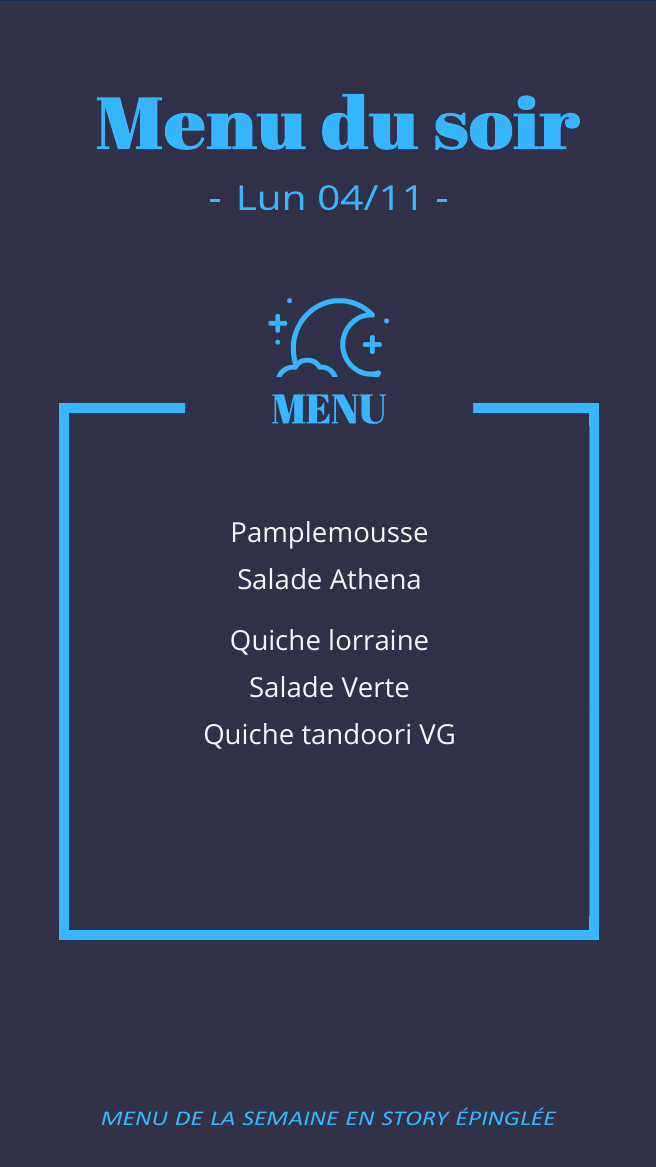 Menu du soir
- Lun 04/11 -
MENU
Pamplemousse
Salade Athena
Quiche lorraine
Salade Verte
Quiche tandoori VG
MENU DE LA SEMAINE EN STORY ÉPINGLÉE